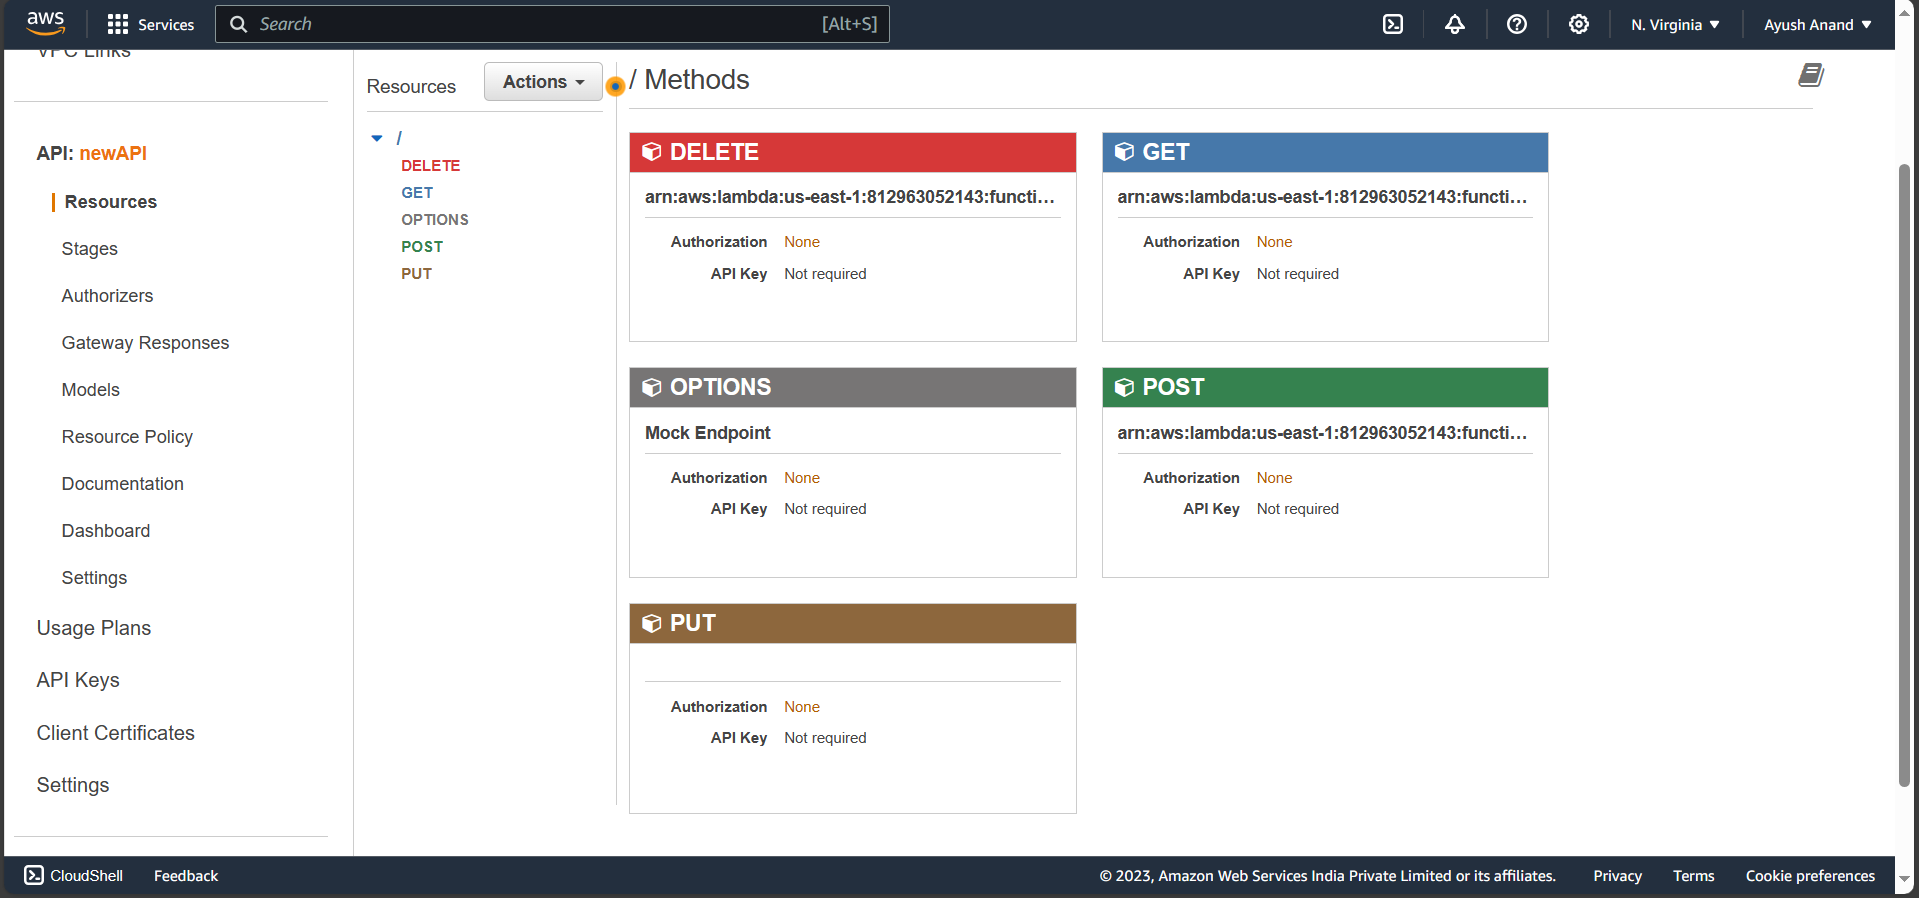 aws
Services
Search
[Alt+S]
N. Virginia
Ayush Anand
VPC Links
API: newAPI
Resources
Stages
Authorizers
Gateway Responses
Models
Resource Policy
Documentation
Dashboard
Settings
Usage Plans
API Keys
Client Certificates
Settings
Resources
Actions
/
DELETE
GET
OPTIONS
POST
PUT
/ Methods
DELETE
arn:aws:lambda:us-east-1:812963052143:functi...
Authorization None
API Key Not required
GET
arn:aws:lambda:us-east-1:812963052143:functi...
Authorization None
API Key Not required
OPTIONS
Mock Endpoint
Authorization None
API Key Not required
POST
arn:aws:lambda:us-east-1:812963052143:functi...
Authorization None
API Key Not required
PUT
Authorization None
API Key Not required
CloudShell
Feedback
© 2023, Amazon Web Services India Private Limited or its affiliates.
Privacy
Terms
Cookie preferences